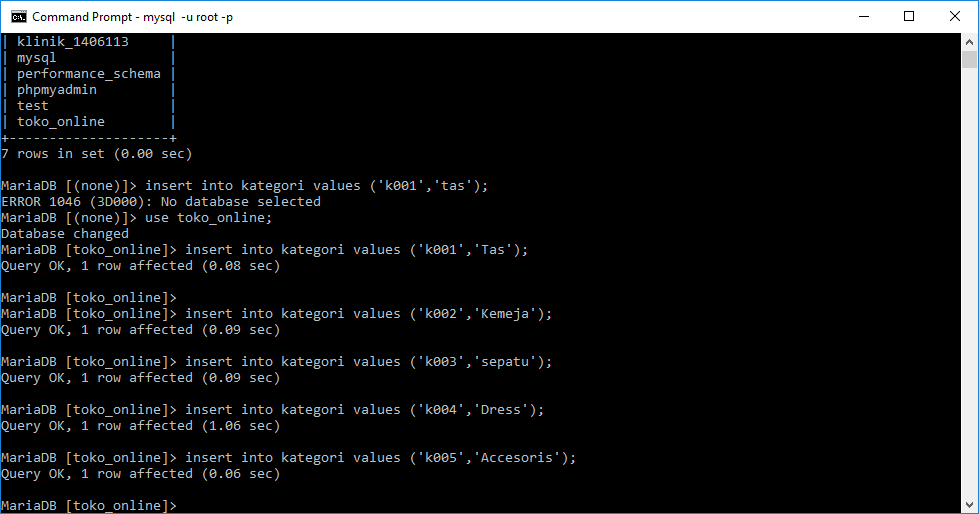 Command Prompt - mysql  -u root -p
| klinik_1406113     |
| mysql              |
| performance_schema |
| phpmyadmin         |
| test               |
| toko_online        |
+--------------------+
7 rows in set (0.00 sec)

MariaDB [(none)]> insert into kategori values ('k001','tas');
ERROR 1046 (3D000): No database selected
MariaDB [(none)]> use toko_online;
Database changed
MariaDB [toko_online]> insert into kategori values ('k001','Tas');
Query OK, 1 row affected (0.08 sec)

MariaDB [toko_online]>
MariaDB [toko_online]> insert into kategori values ('k002','Kemeja');
Query OK, 1 row affected (0.09 sec)

MariaDB [toko_online]> insert into kategori values ('k003','sepatu');
Query OK, 1 row affected (0.09 sec)

MariaDB [toko_online]> insert into kategori values ('k004','Dress');
Query OK, 1 row affected (1.06 sec)

MariaDB [toko_online]> insert into kategori values ('k005','Accesoris');
Query OK, 1 row affected (0.06 sec)

MariaDB [toko_online]>